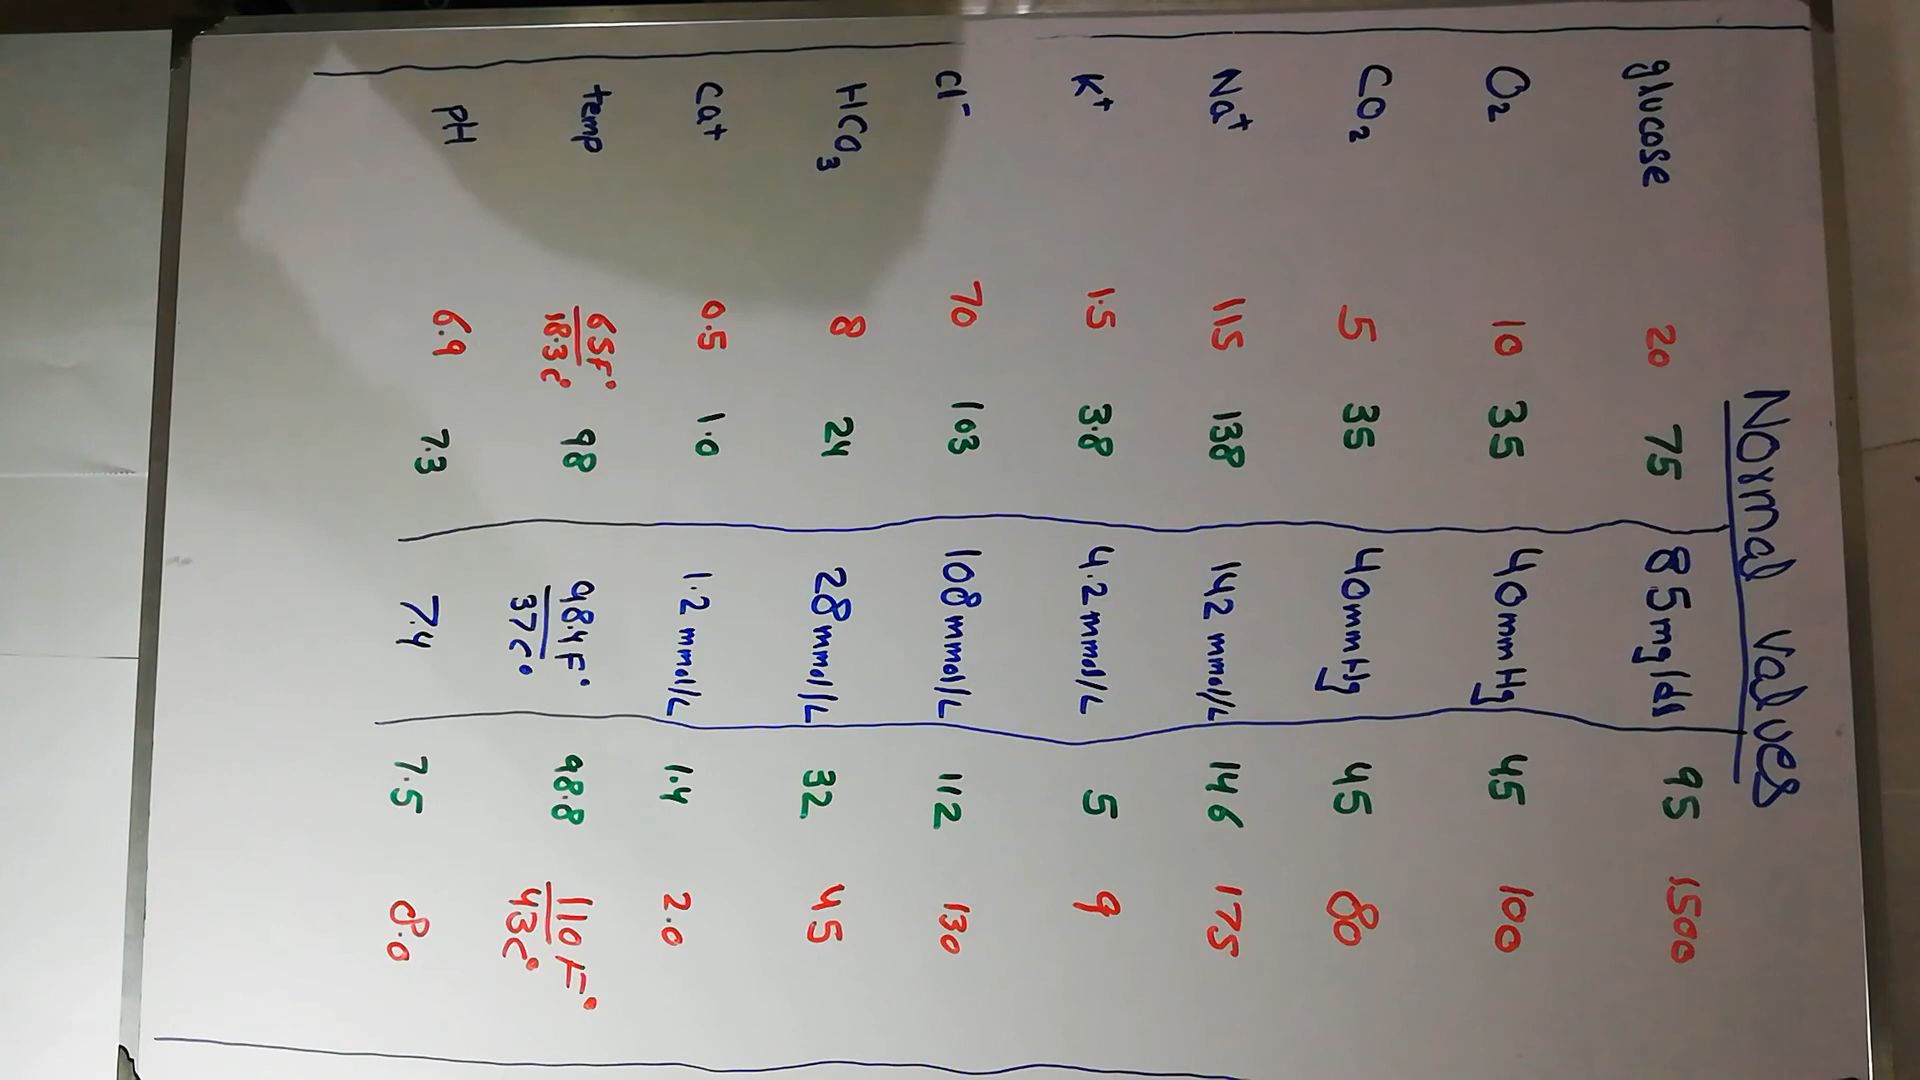 Normal values
glucose 20 75 85mg/dl 95 1500
O2 10 35 40mmHg 45 100
CO2 5 35 40mmHg 45 80
Na+ 115 138 142 mmol/L 146 175
K+ 1.5 3.8 4.2mmol/L 5 9
Cl- 70 103 108mmol/L 112 130
HCO3 8 24 28mmol/L 32 45
Ca+ 0.5 1.0 1.2 mmol/L 1.4 2.0
temp 65F° 98 98.4F° 98.8 110F°
18.3C° 37C° 43C°
pH 6.9 7.3 7.4 7.5 8.0